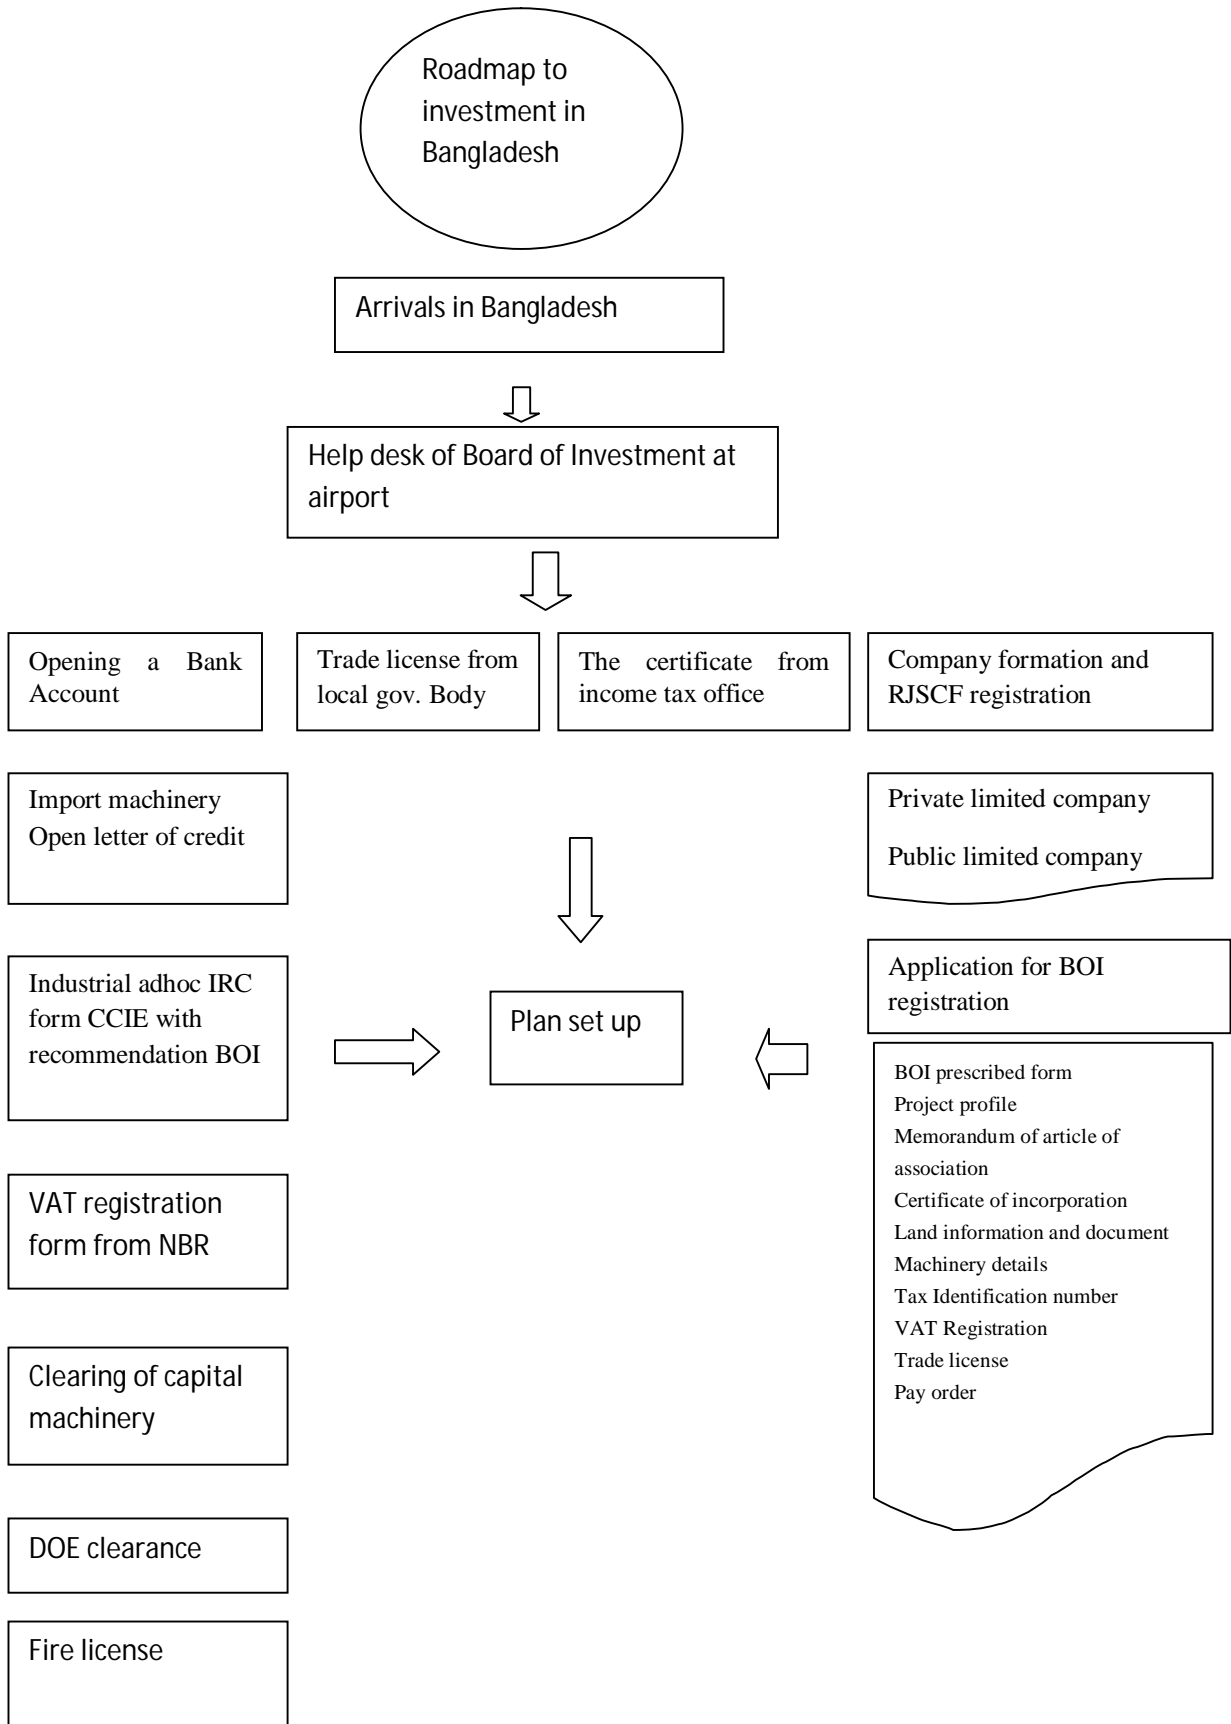 Roadmap to
investment in
Bangladesh
Arrivals in Bangladesh
Help desk of Board of Investment at
airport
Opening a Bank
Account
Trade license from
local gov. Body
The certificate from
income tax office
Company formation and
RJSCF registration
Import machinery
Open letter of credit
Private limited company
Public limited company
Industrial adhoc IRC
form CCIE with
recommendation BOI
Plan set up
Application for BOI
registration
BOI prescribed form
Project profile
Memorandum of article of
association
Certificate of incorporation
Land information and document
Machinery details
Tax Identification number
VAT Registration
Trade license
Pay order
VAT registration
form from NBR
Clearing of capital
machinery
DOE clearance
Fire license